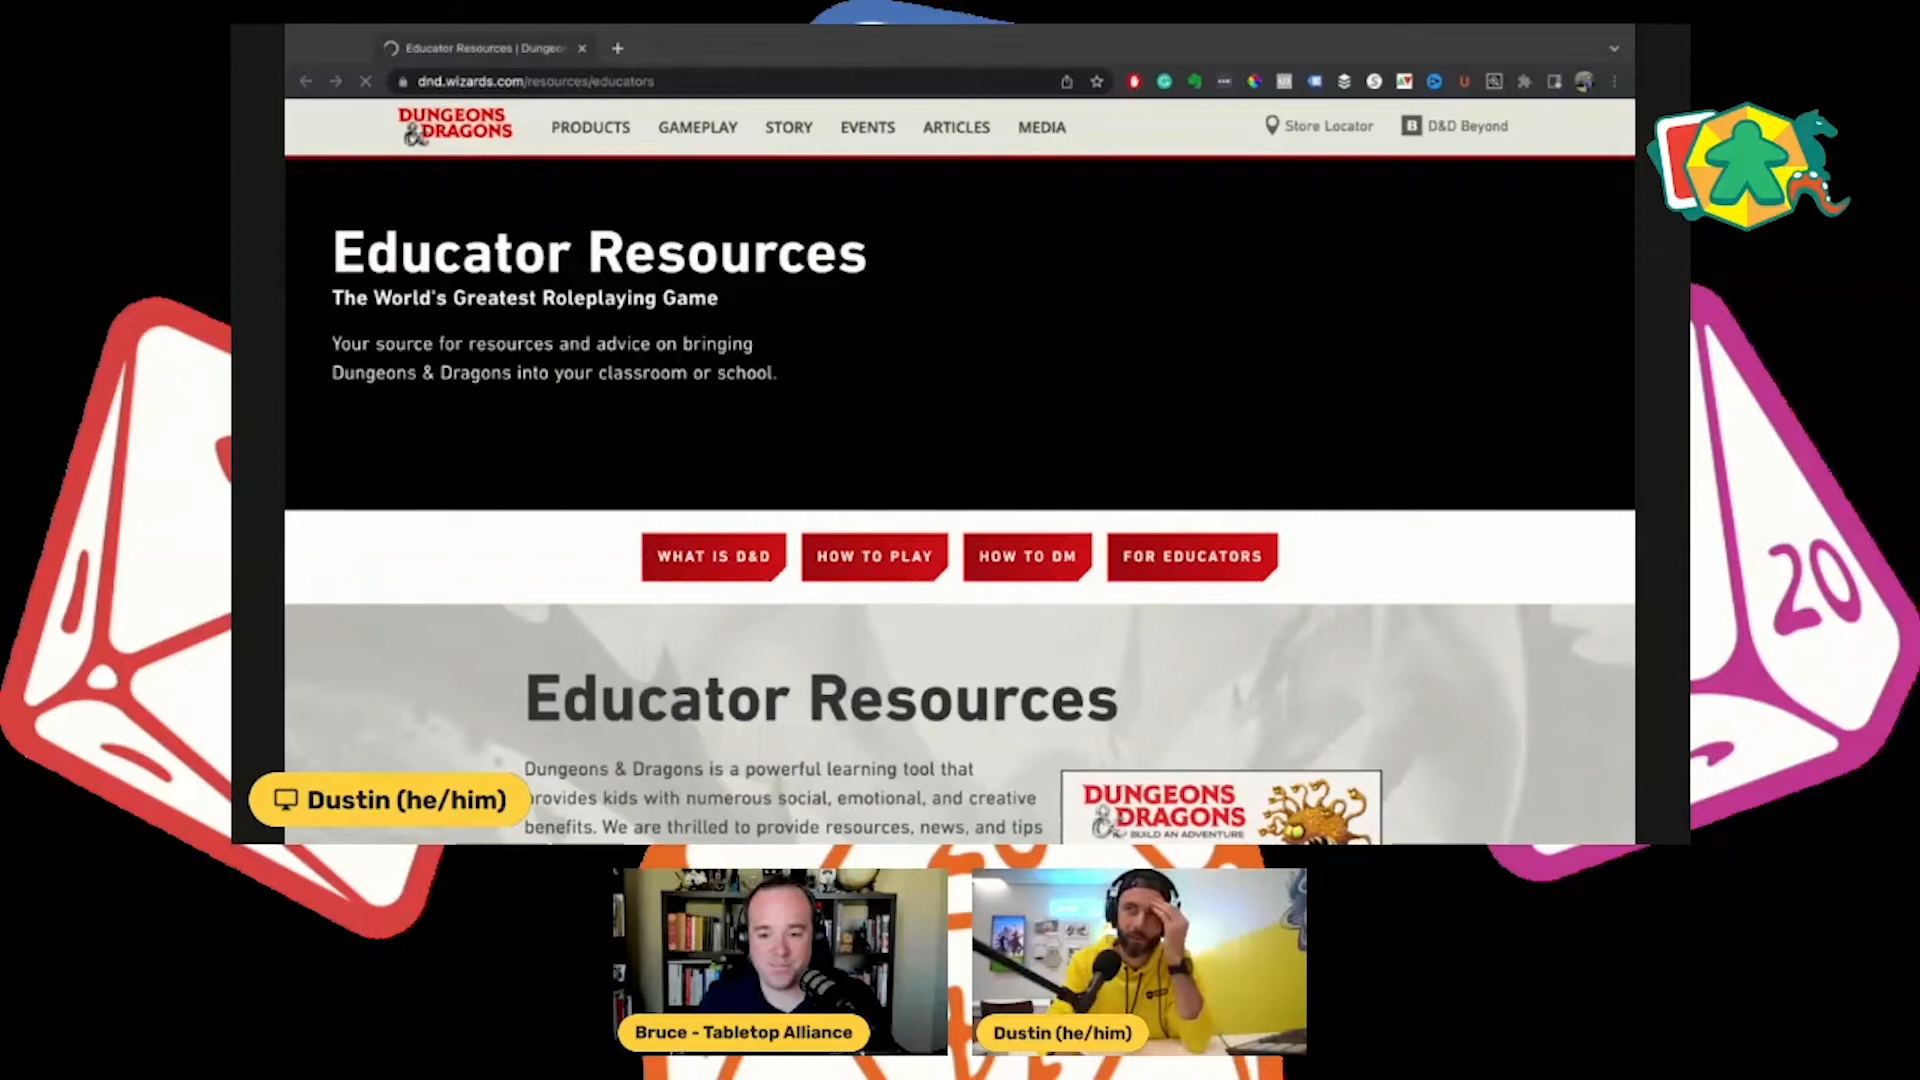 Educator Resources | Dungeo
dnd.wizards.com/resources/educators
DUNGEONS & DRAGONS
PRODUCTS
GAMEPLAY
STORY
EVENTS
ARTICLES
MEDIA
Store Locator
B D&D Beyond
Educator Resources
The World's Greatest Roleplaying Game
Your source for resources and advice on bringing
Dungeons & Dragons into your classroom or school.
WHAT IS D&D
HOW TO PLAY
HOW TO DM
FOR EDUCATORS
20
Educator Resources
Dungeons & Dragons is a powerful learning tool that
provides kids with numerous social, emotional, and creative
benefits. We are thrilled to provide resources, news, and tips
DUNGEONS
& DRAGONS
BUILD AN ADVENTURE
Dustin (he/him)
Bruce - Tabletop Alliance
Dustin (he/him)